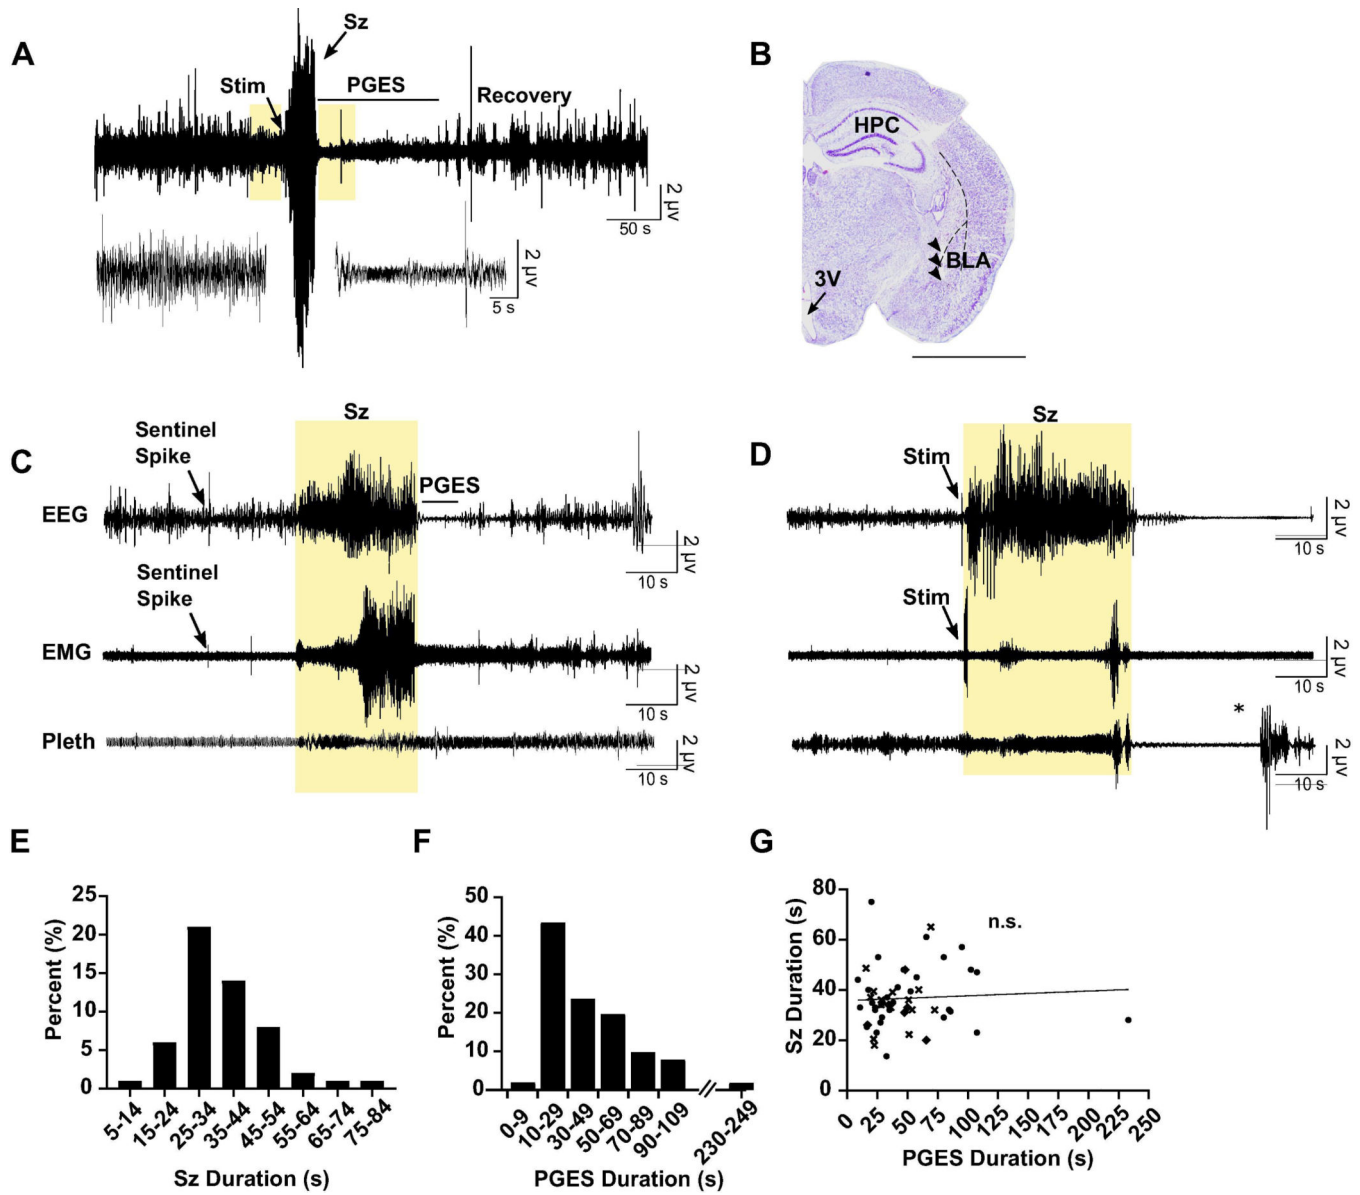 A
Sz
Stim
PGES
Recovery
2 μv
50 s
2 μv
5 s
B
HPC
BLA
3V
C
Sz
Sentinel
Spike
PGES
EEG
2 μv
10 s
Sentinel
Spike
EMG
2 μv
10 s
Pleth
2 μv
10 s
D
Sz
Stim
2 μv
10 s
Stim
2 μv
10 s
*
2 μv
10 s
E
Percent (%)
25
20
15
10
5
0
5-14
15-24
25-34
35-44
45-54
55-64
65-74
75-84
Sz Duration (s)
F
Percent (%)
50
40
30
20
10
0
0-9
10-29
30-49
50-69
70-89
90-109
230-249
PGES Duration (s)
G
Sz Duration (s)
80
60
40
20
0
n.s.
0
25
50
75
100
125
150
175
200
225
250
PGES Duration (s)